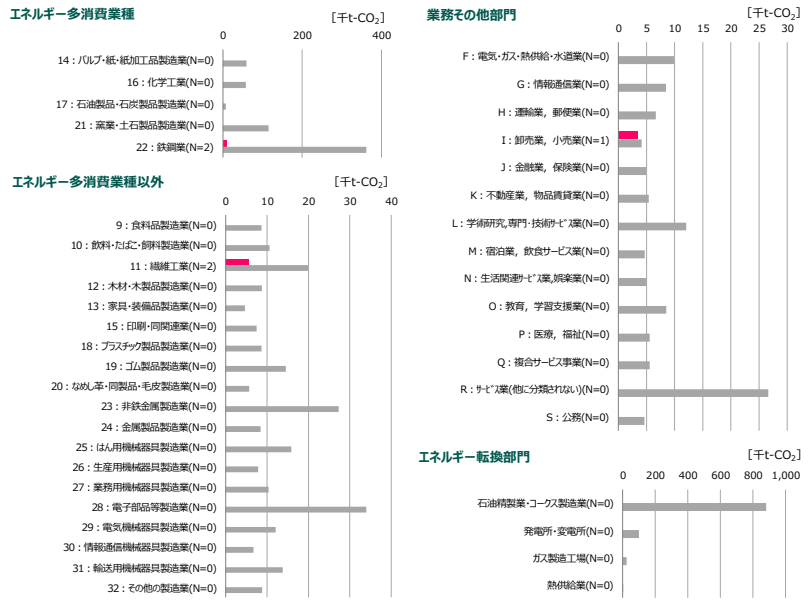 エネルギー多消費業種
[千t-CO2]
0 200 400
14：パルプ・紙・紙加工品製造業(N=0)
16：化学工業(N=0)
17：石油製品・石炭製品製造業(N=0)
21：窯業・土石製品製造業(N=0)
22：鉄鋼業(N=2)
エネルギー多消費業種以外
[千t-CO2]
0 10 20 30 40
9：食料品製造業(N=0)
10：飲料・たばこ・飼料製造業(N=0)
11：繊維工業(N=2)
12：木材・木製品製造業(N=0)
13：家具・装備品製造業(N=0)
15：印刷・同関連業(N=0)
18：プラスチック製品製造業(N=0)
19：ゴム製品製造業(N=0)
20：なめし革・同製品・毛皮製造業(N=0)
23：非鉄金属製造業(N=0)
24：金属製品製造業(N=0)
25：はん用機械器具製造業(N=0)
26：生産用機械器具製造業(N=0)
27：業務用機械器具製造業(N=0)
28：電子部品等製造業(N=0)
29：電気機械器具製造業(N=0)
30：情報通信機械器具製造業(N=0)
31：輸送用機械器具製造業(N=0)
32：その他の製造業(N=0)
業務その他部門
[千t-CO2]
0 5 10 15 20 25 30
F：電気・ガス・熱供給・水道業(N=0)
G：情報通信業(N=0)
H：運輸業，郵便業(N=0)
I：卸売業，小売業(N=1)
J：金融業，保険業(N=0)
K：不動産業，物品賃貸業(N=0)
L：学術研究,専門・技術サービス業(N=0)
M：宿泊業，飲食サービス業(N=0)
N：生活関連サービス業,娯楽業(N=0)
O：教育，学習支援業(N=0)
P：医療，福祉(N=0)
Q：複合サービス事業(N=0)
R：サービス業(他に分類されない)(N=0)
S：公務(N=0)
エネルギー転換部門
[千t-CO2]
0 200 400 600 800 1,000
石油精製業・コークス製造業(N=0)
発電所・変電所(N=0)
ガス製造工場(N=0)
熱供給業(N=0)